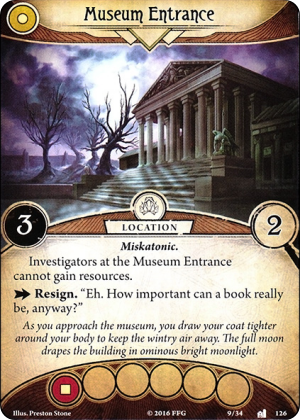 Museum Entrance
3
LOCATION
2
Miskatonic.
Investigators at the Museum Entrance
cannot gain resources.
Resign. “Eh. How important can a book really
be, anyway?”
As you approach the museum, you draw your coat tighter
around your body to keep the wintry air away. The full moon
drapes the building in ominous bright moonlight.
Illus. Preston Stone © 2016 FFG 9/34 126